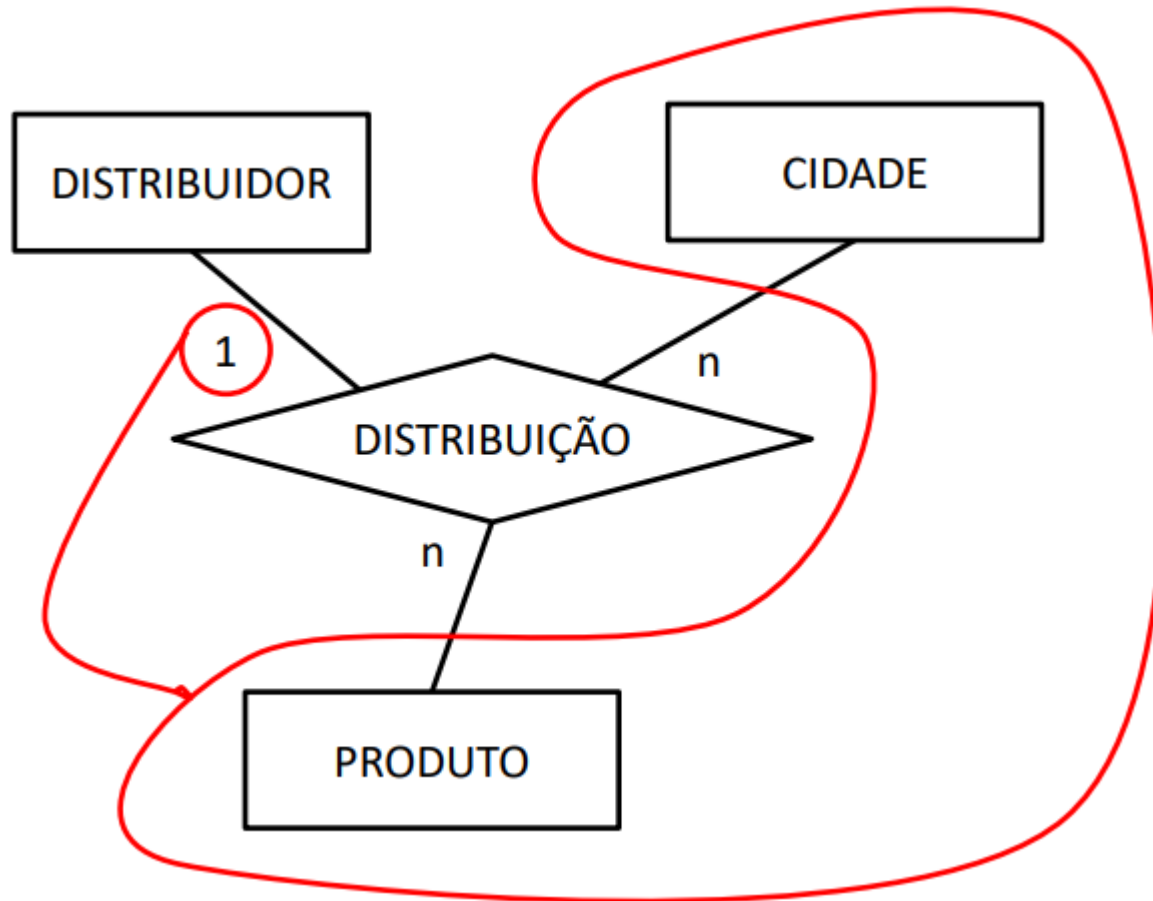 DISTRIBUIDOR
CIDADE
1
n
DISTRIBUIÇÃO
n
PRODUTO